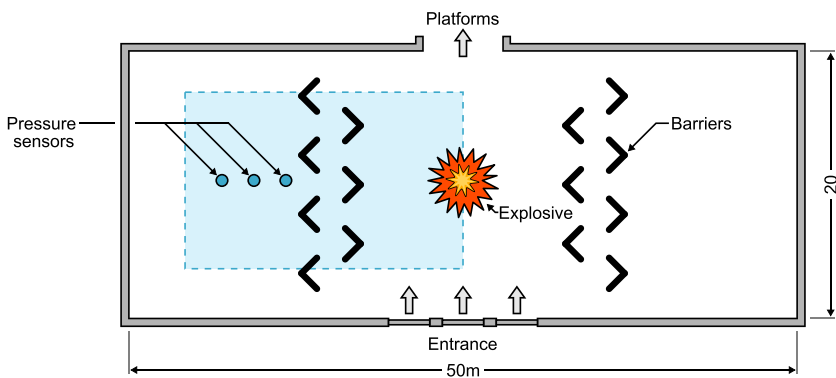 Platforms
Pressure
sensors
Barriers
Explosive
20
Entrance
50m